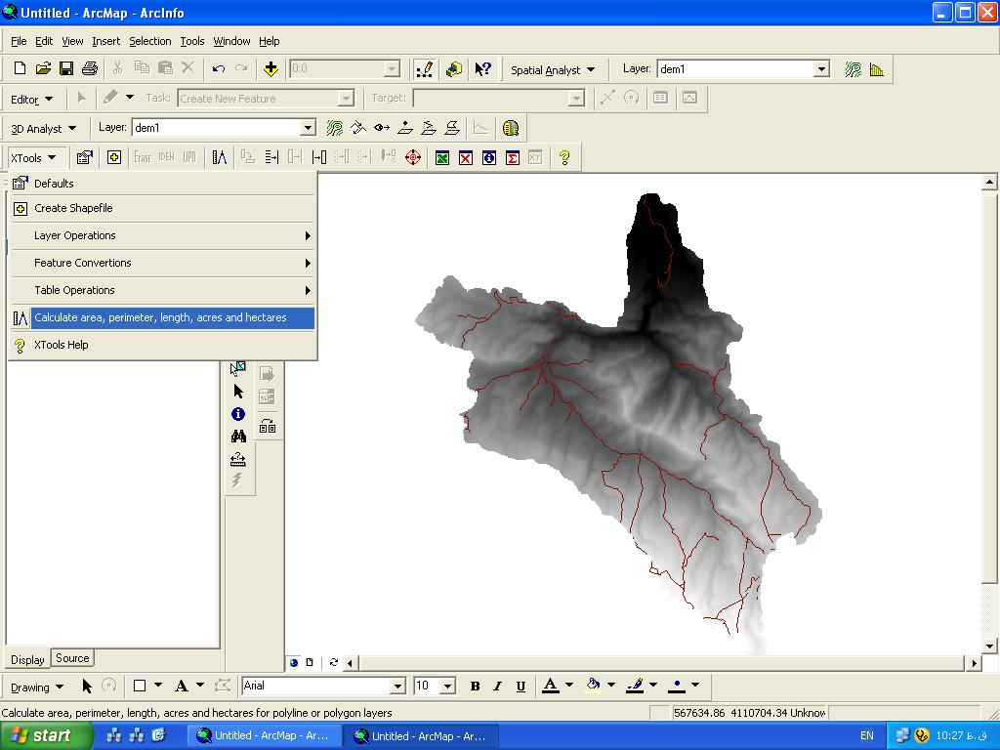 Untitled - ArcMap - ArcInfo
File Edit View Insert Selection Tools Window Help
0:0 Spatial Analyst Layer: dem1
Editor Task: Create New Feature Target:
3D Analyst Layer: dem1
XTools ERASE IDEN UPD XY
Defaults
Create Shapefile
Layer Operations
Feature Convertions
Table Operations
Calculate area, perimeter, length, acres and hectares
XTools Help
Display Source
Drawing A Arial 10 B I U A
Calculate area, perimeter, length, acres and hectares for polyline or polygon layers 567634.86 4110704.34 Unknow
start Untitled - ArcMap - Ar... Untitled - ArcMap - Ar... EN 10:27 ق.ظ